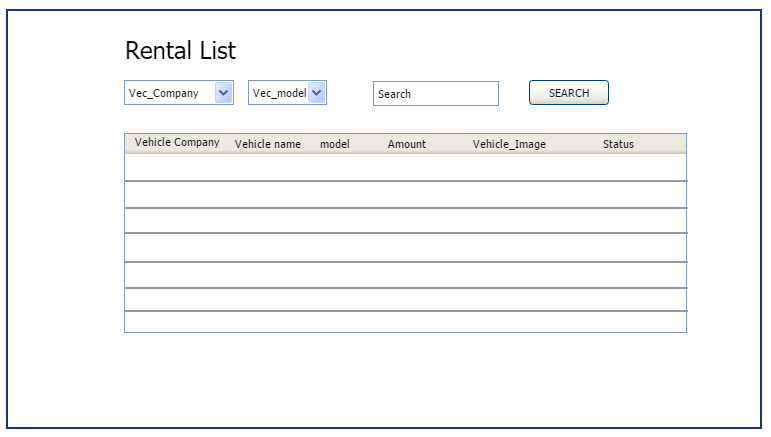 Rental List
Vec_Company Vec_model Search SEARCH
Vehicle Company Vehicle name model Amount Vehicle_Image Status